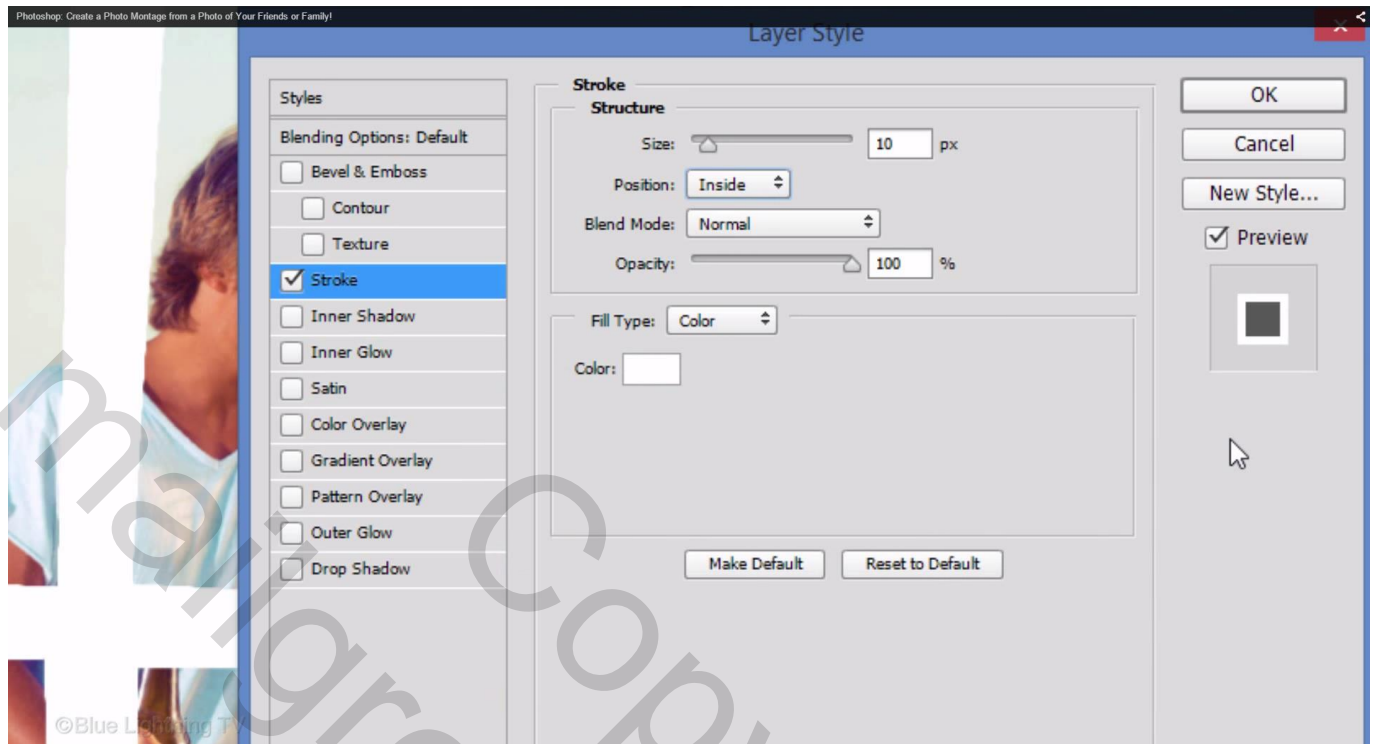 Photoshop: Create a Photo Montage from a Photo of Your Friends or Family!
Layer Style
Styles
Blending Options: Default
Bevel & Emboss
Contour
Texture
Stroke
Inner Shadow
Inner Glow
Satin
Color Overlay
Gradient Overlay
Pattern Overlay
Outer Glow
Drop Shadow
Stroke
Structure
Size: 10 px
Position: Inside
Blend Mode: Normal
Opacity: 100 %
Fill Type: Color
Color:
Make Default Reset to Default
OK
Cancel
New Style...
Preview
©Blue Lightning TV